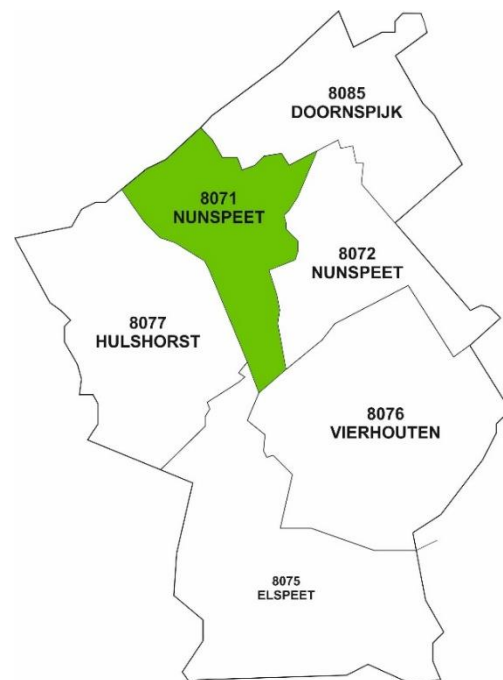 8085
DOORNSPIJK
8071
NUNSPEET
8072
NUNSPEET
8077
HULSHORST
8076
VIERHOUTEN
8075
ELSPEET